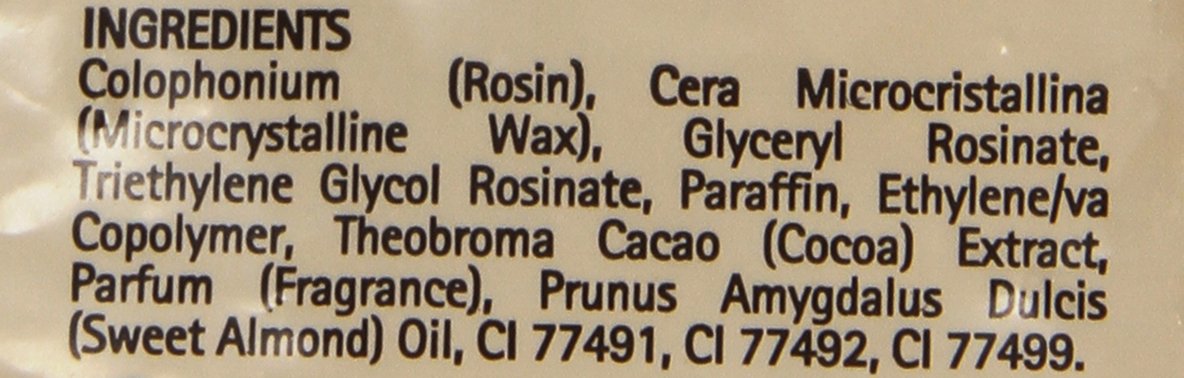 INGREDIENTS
Colophonium (Rosin), Cera Microcristallina
(Microcrystalline Wax), Glyceryl Rosinate,
Triethylene Glycol Rosinate, Paraffin, Ethylene/va
Copolymer, Theobroma Cacao (Cocoa) Extract,
Parfum (Fragrance), Prunus Amygdalus Dulcis
(Sweet Almond) Oil, CI 77491, CI 77492, CI 77499.